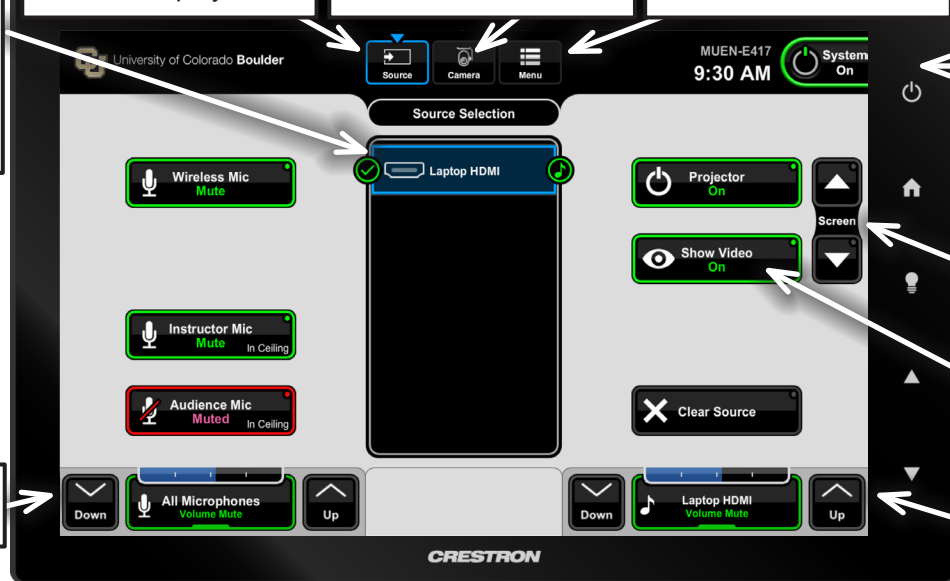 University of Colorado Boulder
Source
Camera
Menu
MUEN-E417
9:30 AM
System
On
Source Selection
Laptop HDMI
Wireless Mic
Mute
Projector
On
Screen
Show Video
On
Instructor Mic
Mute
In Ceiling
Audience Mic
Muted
In Ceiling
Clear Source
Down
All Microphones
Volume Mute
Up
Down
Laptop HDMI
Volume Mute
Up
CRESTRON